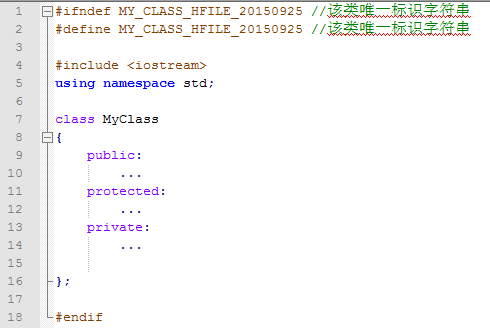 1 #ifndef MY_CLASS_HFILE_20150925 //该类唯一标识字符串
2 #define MY_CLASS_HFILE_20150925 //该类唯一标识字符串
3
4 #include <iostream>
5 using namespace std;
6
7 class MyClass
8 {
9     public:
10         ...
11     protected:
12         ...
13     private:
14         ...
15
16 };
17
18 #endif